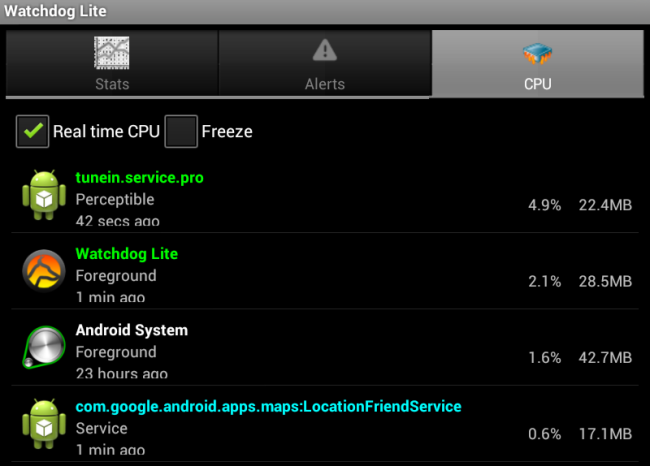 Watchdog Lite
Stats
Alerts
CPU
Real time CPU
Freeze
tunein.service.pro
Perceptible
42 secs ago
4.9% 22.4MB
Watchdog Lite
Foreground
1 min ago
2.1% 28.5MB
Android System
Foreground
23 hours ago
1.6% 42.7MB
com.google.android.apps.maps:LocationFriendService
Service
1 min ago
0.6% 17.1MB